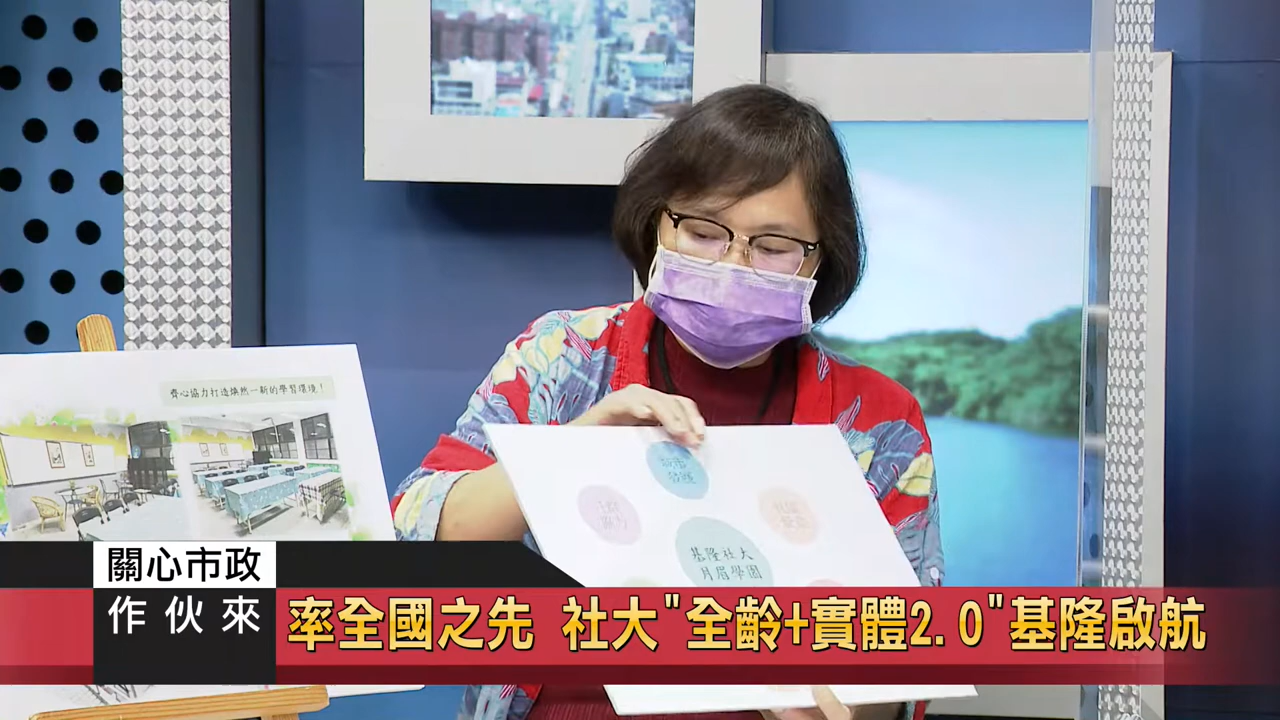 齊心協力打造煥然一新的學習環境！
基隆社大
月眉學園
關心市政
作伙來
率全國之先 社大"全齡+實體2.0"基隆啟航